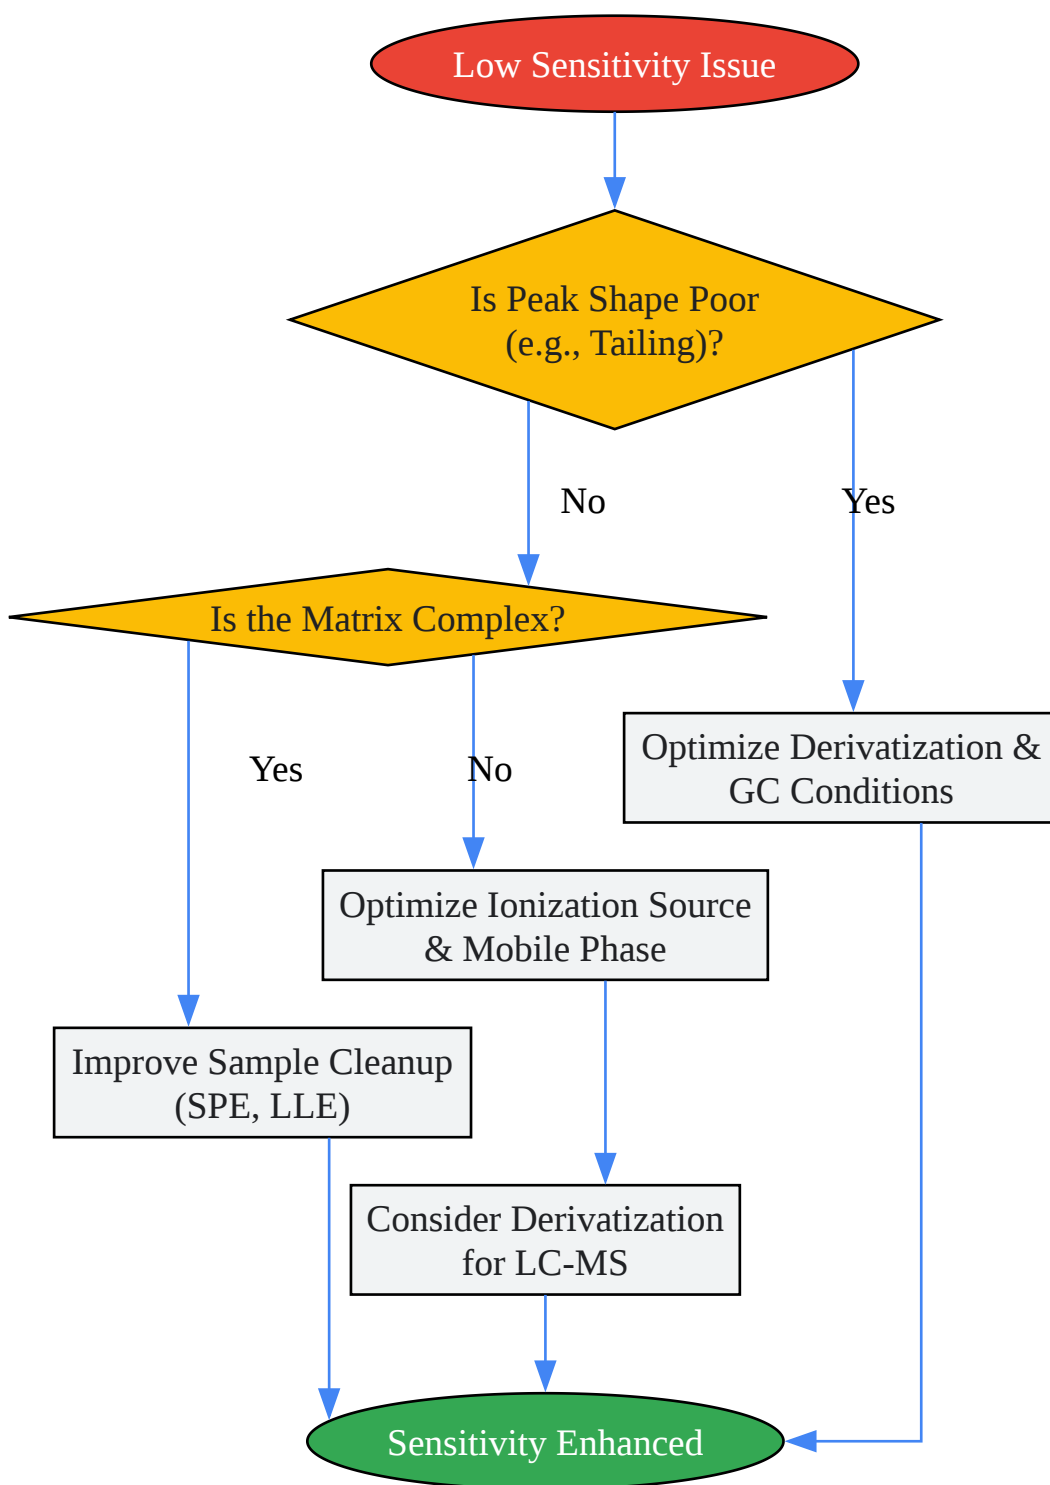 Low Sensitivity Issue
Is Peak Shape Poor
(e.g., Tailing)?
No
Yes
Is the Matrix Complex?
Yes
No
Optimize Derivatization &
GC Conditions
Optimize Ionization Source
& Mobile Phase
Improve Sample Cleanup
(SPE, LLE)
Consider Derivatization
for LC-MS
Sensitivity Enhanced